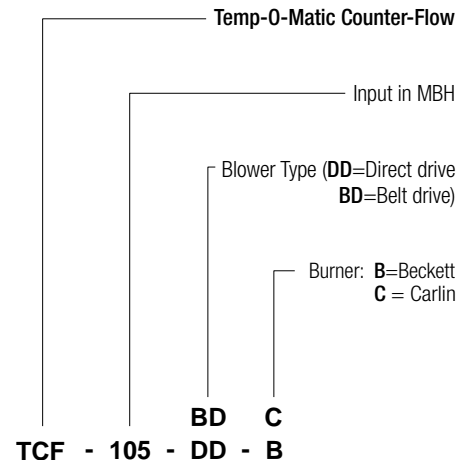 Temp-O-Matic Counter-Flow
Input in MBH
Blower Type (DD=Direct drive
BD=Belt drive)
Burner: B=Beckett
C = Carlin
BD C
TCF - 105 - DD - B